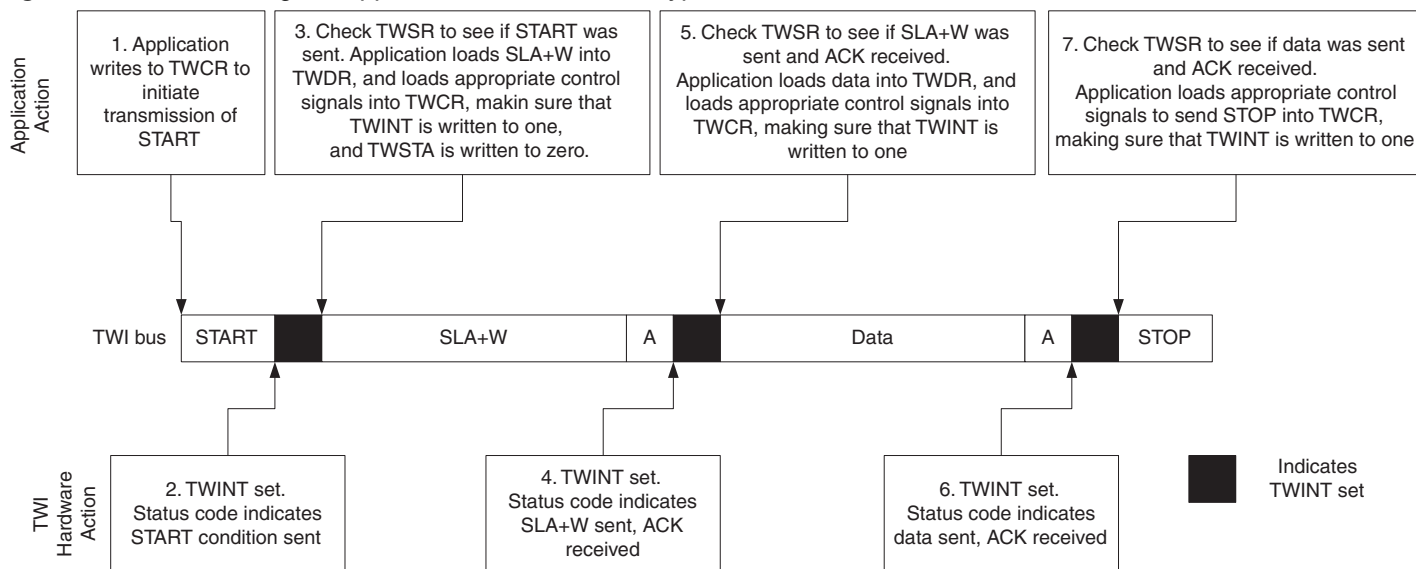 Application
Action
1. Application
writes to TWCR to
initiate
transmission of
START
3. Check TWSR to see if START was
sent. Application loads SLA+W into
TWDR, and loads appropriate control
signals into TWCR, makin sure that
TWINT is written to one,
and TWSTA is written to zero.
5. Check TWSR to see if SLA+W was
sent and ACK received.
Application loads data into TWDR, and
loads appropriate control signals into
TWCR, making sure that TWINT is
written to one
7. Check TWSR to see if data was sent
and ACK received.
Application loads appropriate control
signals to send STOP into TWCR,
making sure that TWINT is written to one
TWI bus
START
SLA+W
A
Data
A
STOP
TWI
Hardware
Action
2. TWINT set.
Status code indicates
START condition sent
4. TWINT set.
Status code indicates
SLA+W sent, ACK
received
6. TWINT set.
Status code indicates
data sent, ACK received
Indicates
TWINT set